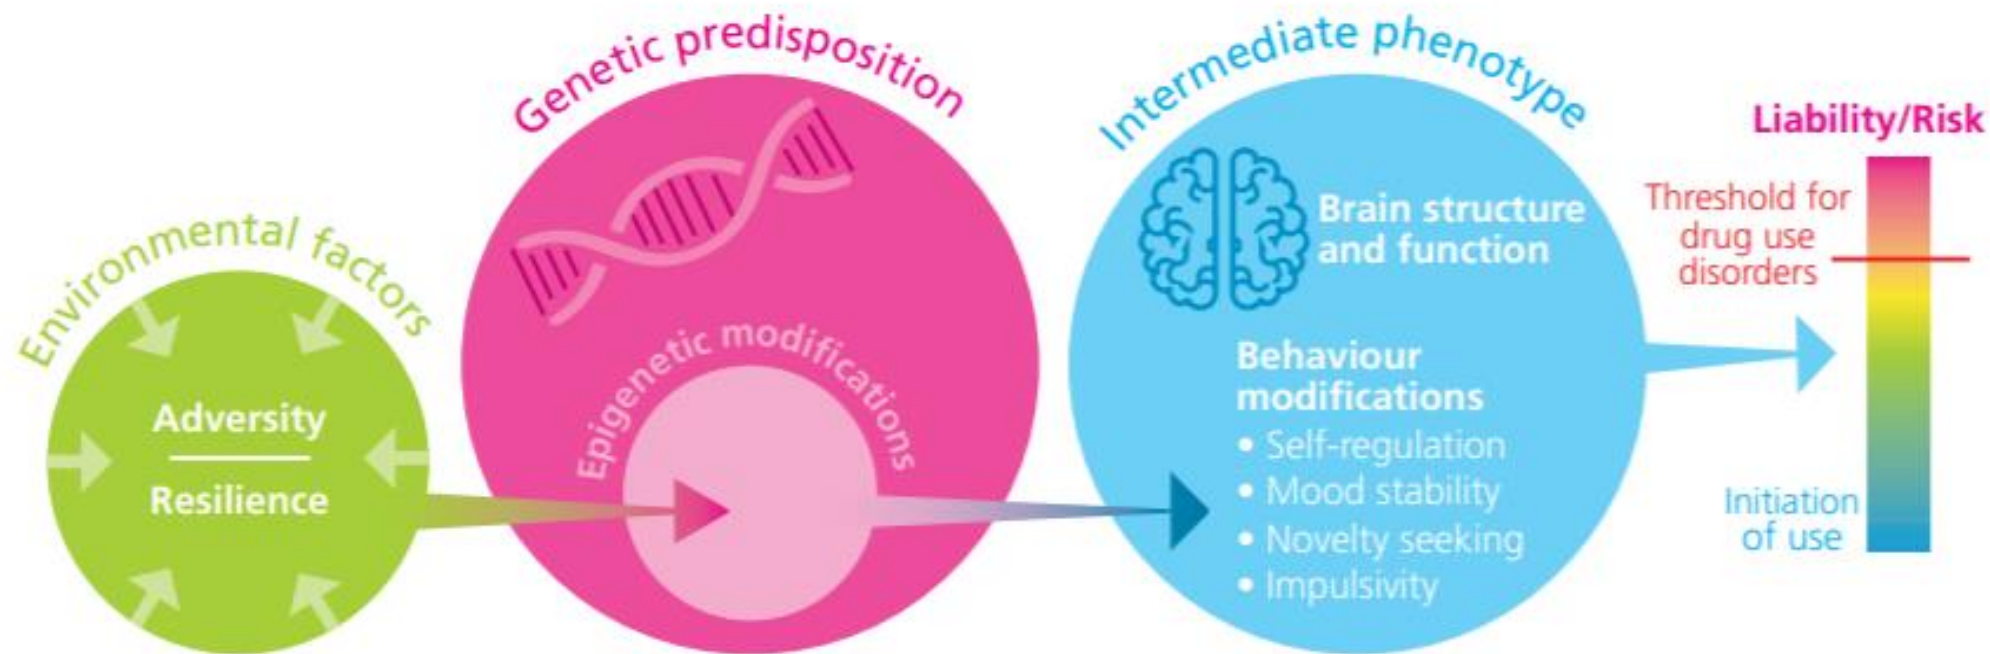 Environmental factors
Adversity
Resilience
Genetic predisposition
Epigenetic modifications
Intermediate phenotype
Brain structure
and function
Behaviour
modifications
• Self-regulation
• Mood stability
• Novelty seeking
• Impulsivity
Liability/Risk
Threshold for
drug use
disorders
Initiation
of use